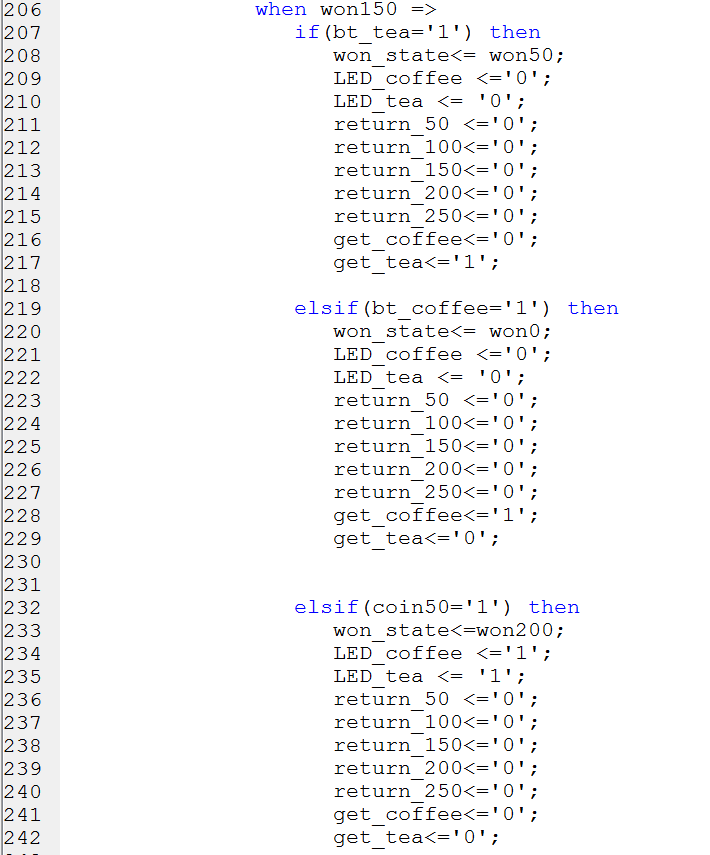 206 when won150 =>
207 if(bt_tea='1') then
208 won_state<= won50;
209 LED_coffee <='0';
210 LED_tea <= '0';
211 return_50 <='0';
212 return_100<='0';
213 return_150<='0';
214 return_200<='0';
215 return_250<='0';
216 get_coffee<='0';
217 get_tea<='1';
218
219 elsif(bt_coffee='1') then
220 won_state<= won0;
221 LED_coffee <='0';
222 LED_tea <= '0';
223 return_50 <='0';
224 return_100<='0';
225 return_150<='0';
226 return_200<='0';
227 return_250<='0';
228 get_coffee<='1';
229 get_tea<='0';
230
231
232 elsif(coin50='1') then
233 won_state<=won200;
234 LED_coffee <='1';
235 LED_tea <= '1';
236 return_50 <='0';
237 return_100<='0';
238 return_150<='0';
239 return_200<='0';
240 return_250<='0';
241 get_coffee<='0';
242 get_tea<='0';